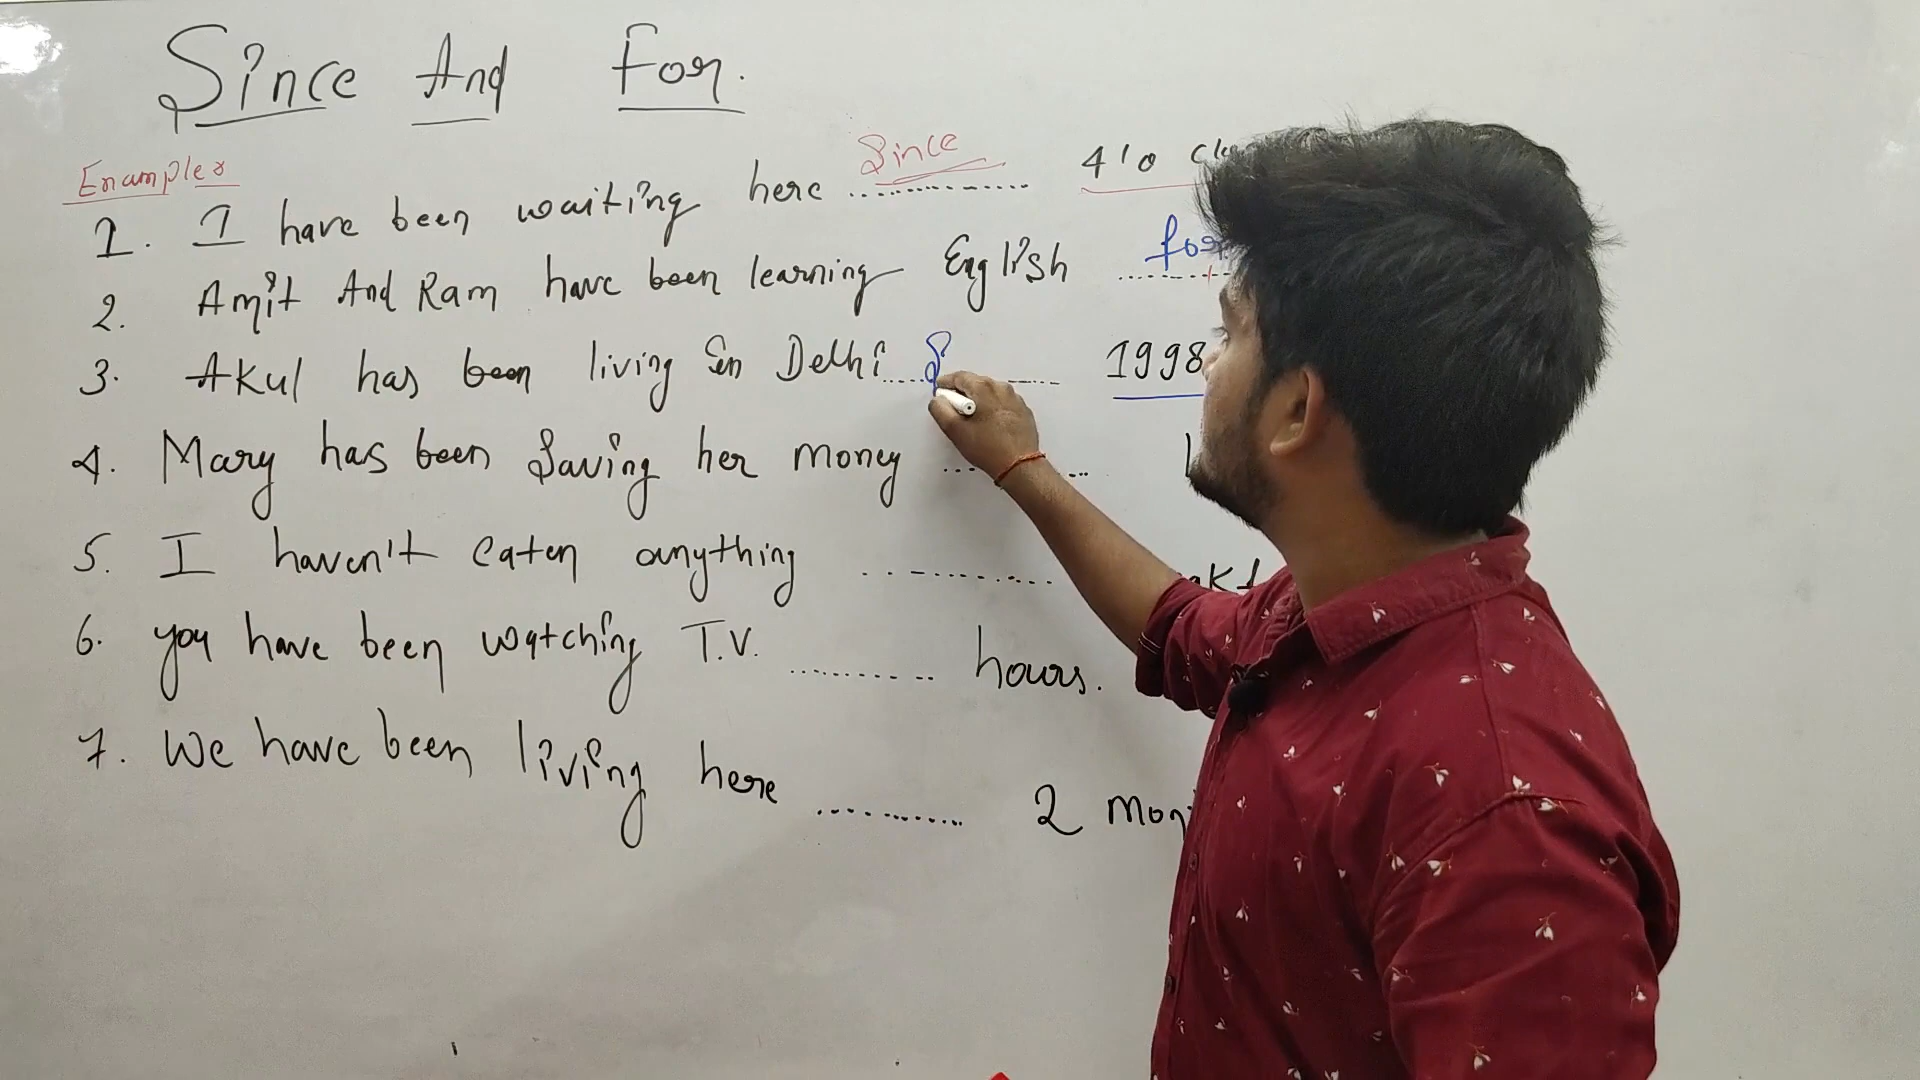 Since And For.
Examples
1. I have been waiting here ...Since... 4'o
2. Amit And Ram have been learning English ...for
3. Akul has been living in Delhi ...... 1998
4. Mary has been Saving her money ......
5. I haven't eaten anything ......
6. you have been watching T.V. ...... hours.
7. We have been living here ...... 2